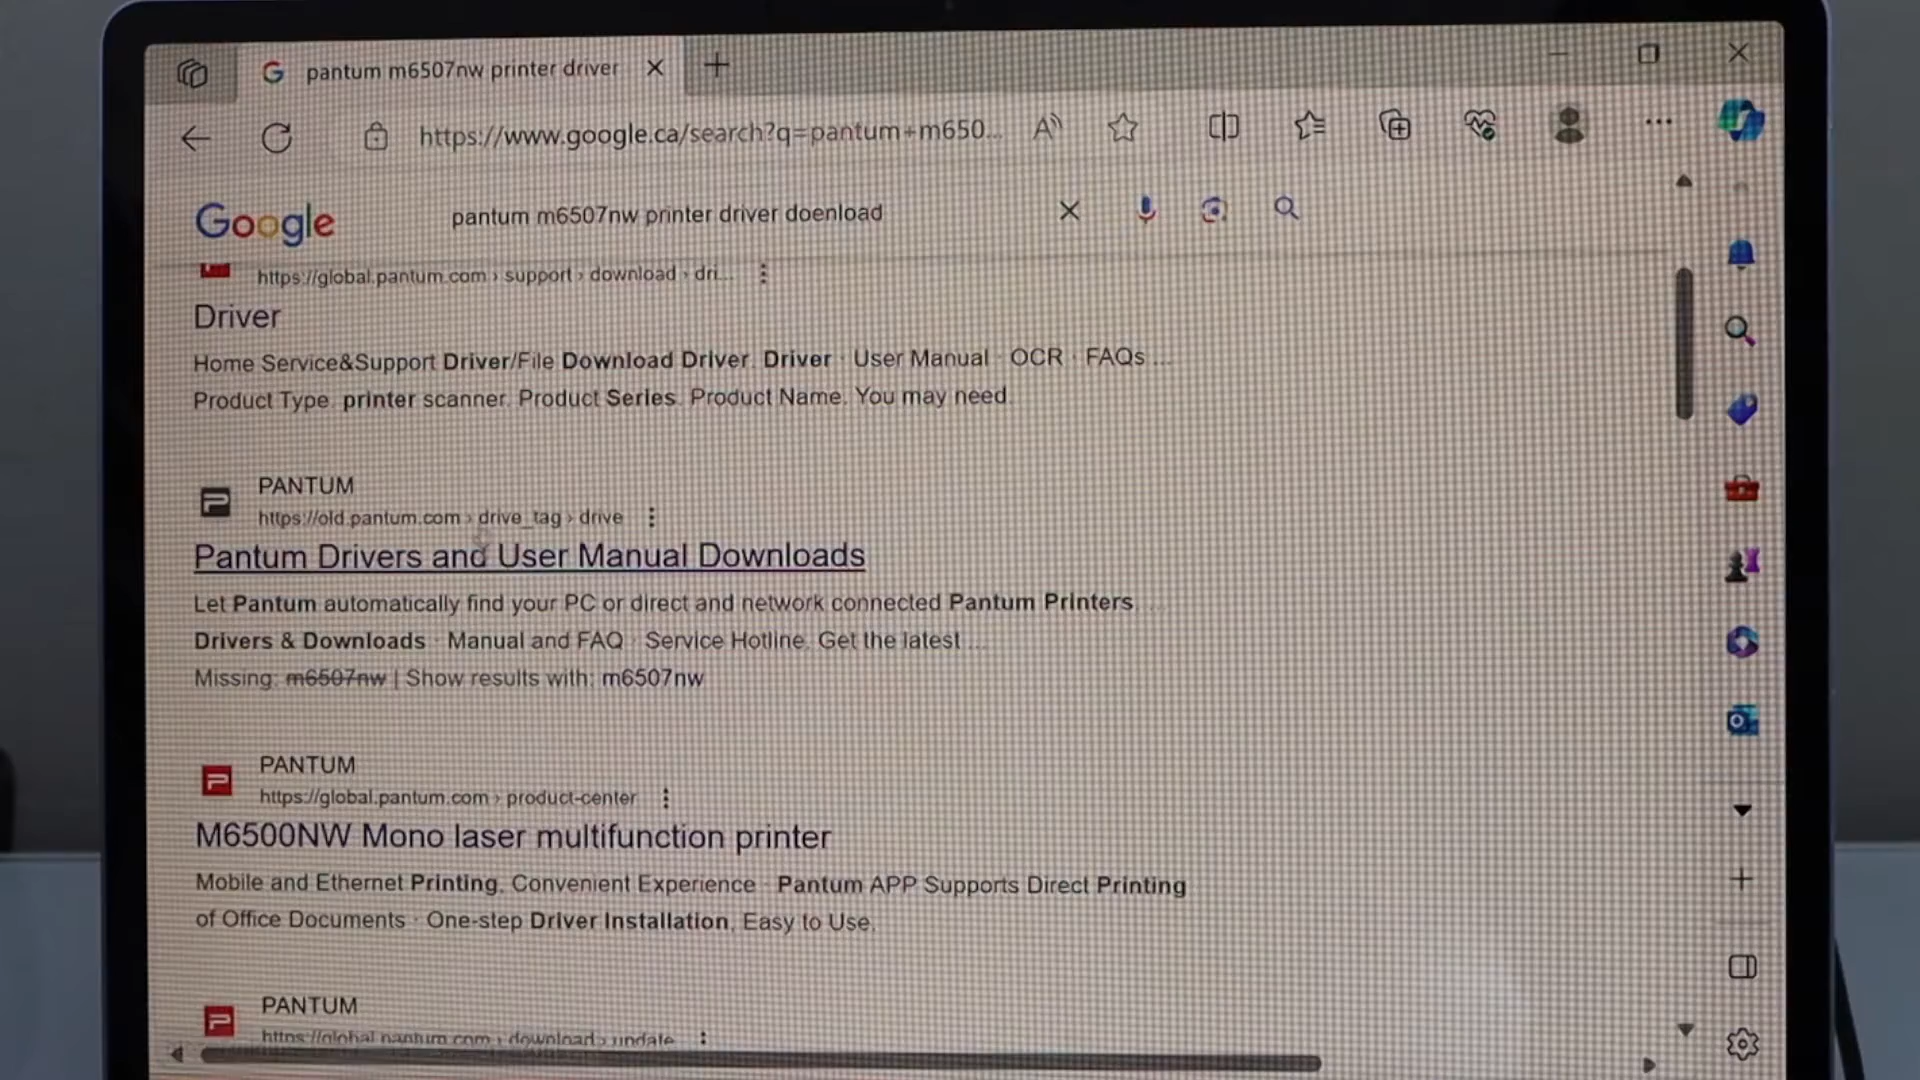 pantum m6507nw printer driver
https://www.google.ca/search?q=pantum+m650...
Google
pantum m6507nw printer driver doenload
https://global.pantum.com › support › download › dri...
Driver
Home Service&Support Driver/File Download Driver. Driver · User Manual · OCR · FAQs ...
Product Type. printer scanner. Product Series. Product Name. You may need.
PANTUM
https://old.pantum.com › drive_tag › drive
Pantum Drivers and User Manual Downloads
Let Pantum automatically find your PC or direct and network connected Pantum Printers. ...
Drivers & Downloads · Manual and FAQ · Service Hotline. Get the latest ...
Missing: m6507nw | Show results with: m6507nw
PANTUM
https://global.pantum.com › product-center
M6500NW Mono laser multifunction printer
Mobile and Ethernet Printing, Convenient Experience · Pantum APP Supports Direct Printing
of Office Documents · One-step Driver Installation, Easy to Use.
PANTUM
https://global.pantum.com › download › update